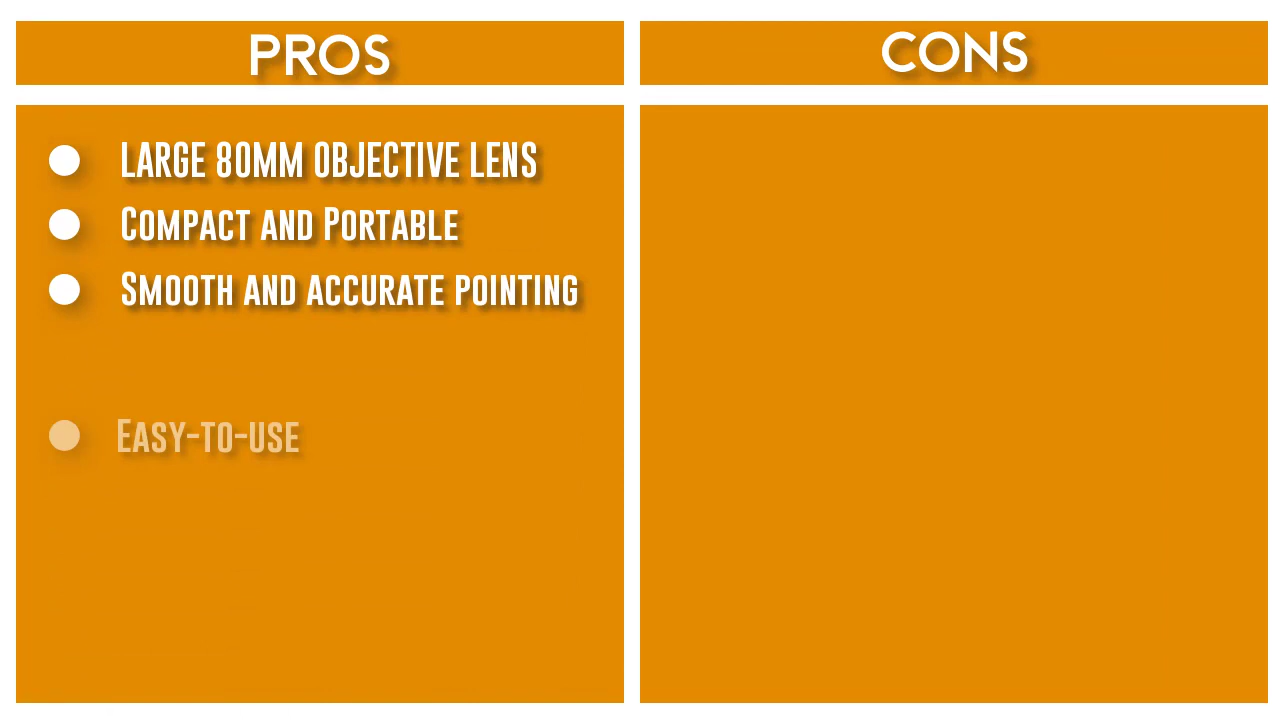 PROS
CONS
LARGE 80MM OBJECTIVE LENS
Compact and Portable
Smooth and accurate pointing
Easy-to-use